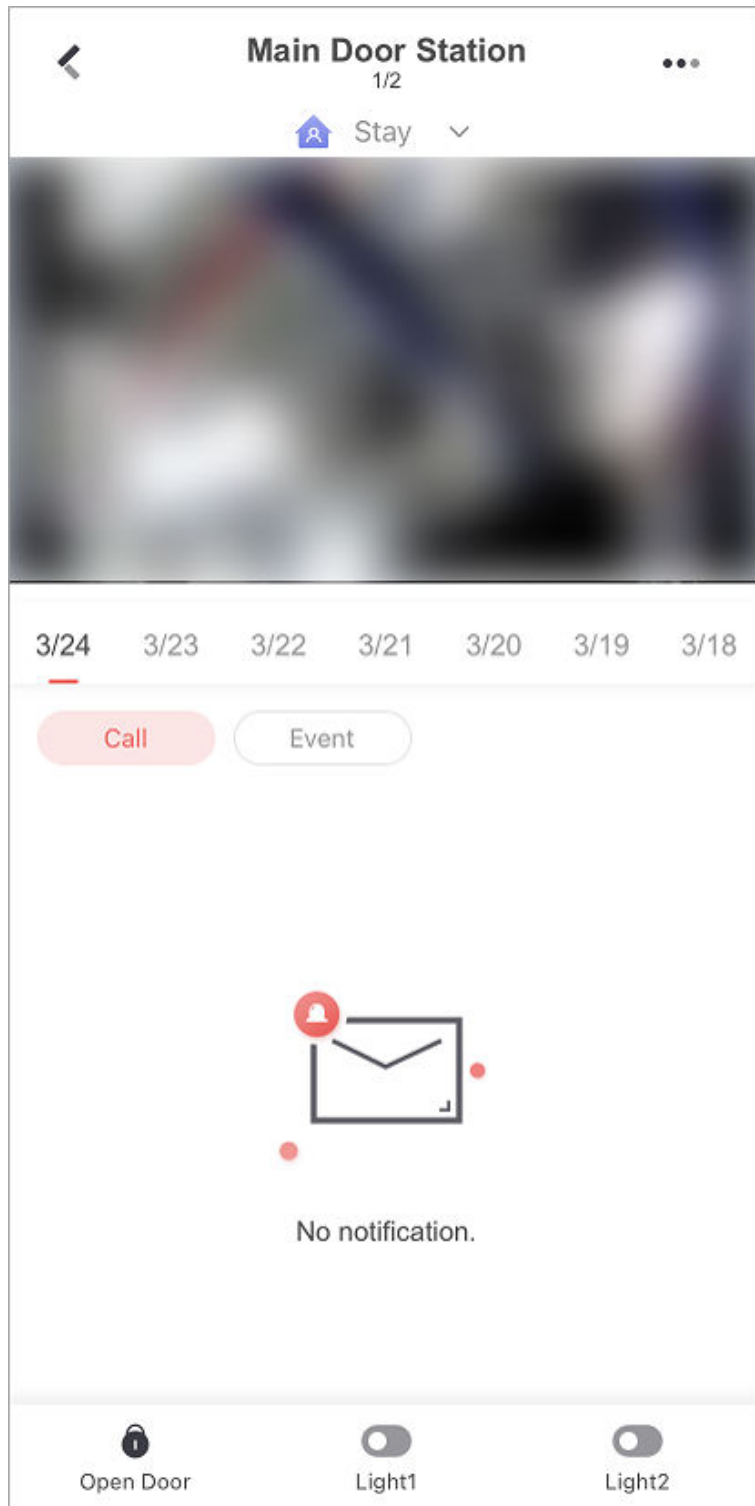 Main Door Station
1/2
Stay
3/24 3/23 3/22 3/21 3/20 3/19 3/18
Call Event
No notification.
Open Door Light1 Light2